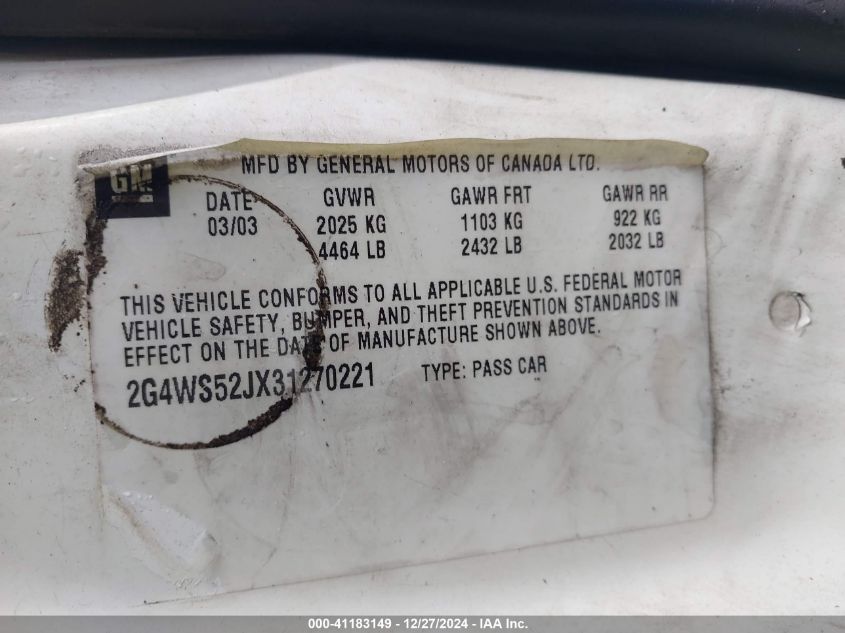 MFD BY GENERAL MOTORS OF CANADA LTD.
GM
DATE GVWR GAWR FRT GAWR RR
03/03 2025 KG 1103 KG 922 KG
4464 LB 2432 LB 2032 LB
THIS VEHICLE CONFORMS TO ALL APPLICABLE U.S. FEDERAL MOTOR
VEHICLE SAFETY, BUMPER, AND THEFT PREVENTION STANDARDS IN
EFFECT ON THE DATE OF MANUFACTURE SHOWN ABOVE.
2G4WS52JX31270221 TYPE: PASS CAR
000-41183149 - 12/27/2024 - IAA Inc.